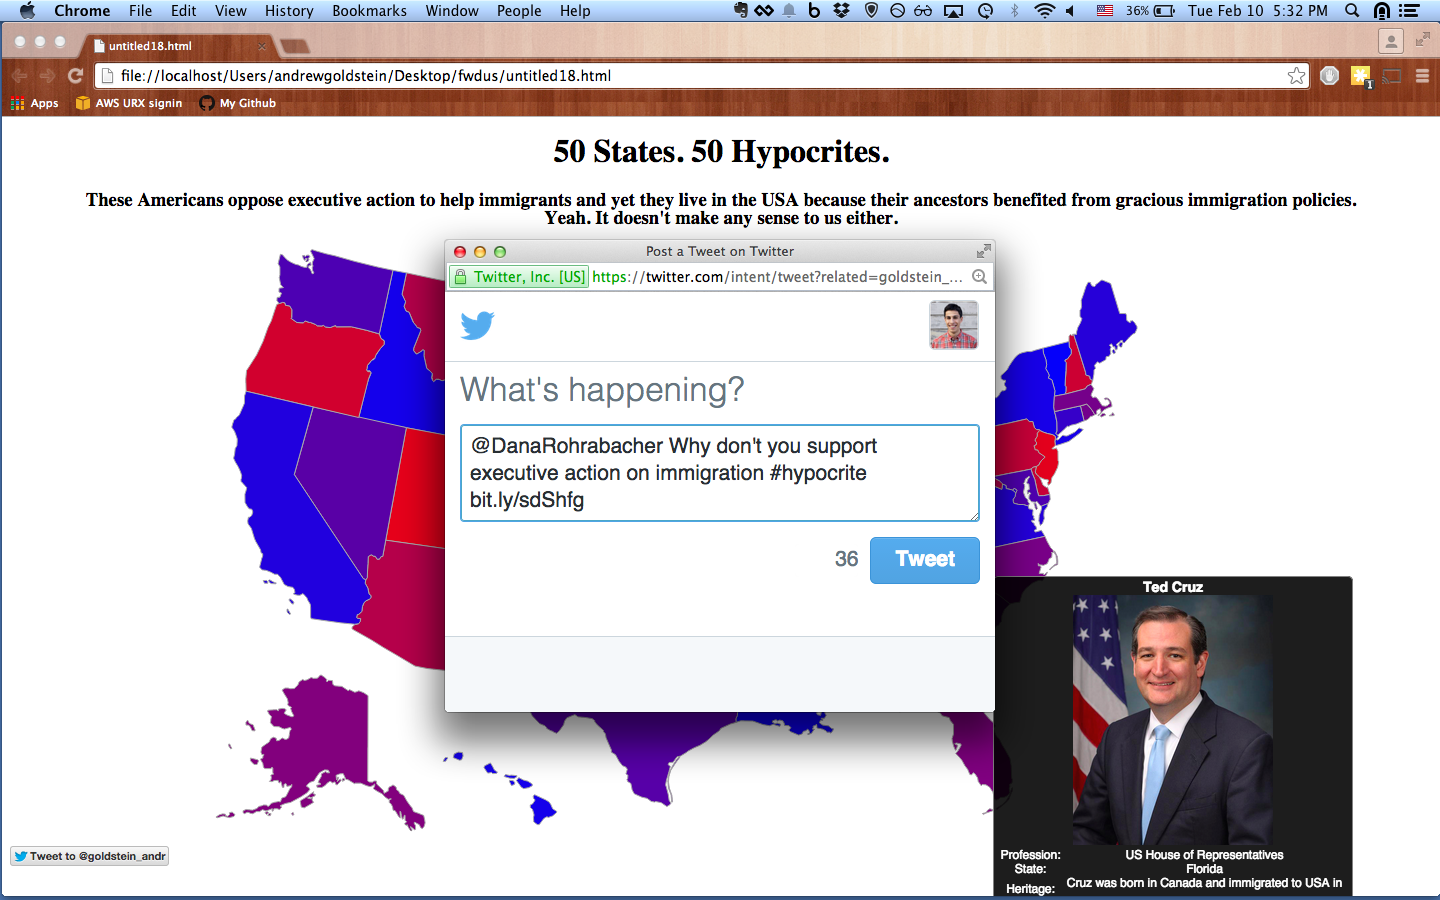 Chrome File Edit View History Bookmarks Window People Help 36% Tue Feb 10 5:32 PM
untitled18.html
file://localhost/Users/andrewgoldstein/Desktop/fwdus/untitled18.html
1
Apps AWS URX signin My Github
50 States. 50 Hypocrites.
These Americans oppose executive action to help immigrants and yet they live in the USA because their ancestors benefited from gracious immigration policies.
Yeah. It doesn't make any sense to us either.
Post a Tweet on Twitter
Twitter, Inc. [US] https://twitter.com/intent/tweet?related=goldstein_...
What's happening?
@DanaRohrabacher Why don't you support
executive action on immigration #hypocrite
bit.ly/sdShfg
36 Tweet
Ted Cruz
Profession: US House of Representatives
State: Florida
Heritage: Cruz was born in Canada and immigrated to USA in
Tweet to @goldstein_andr